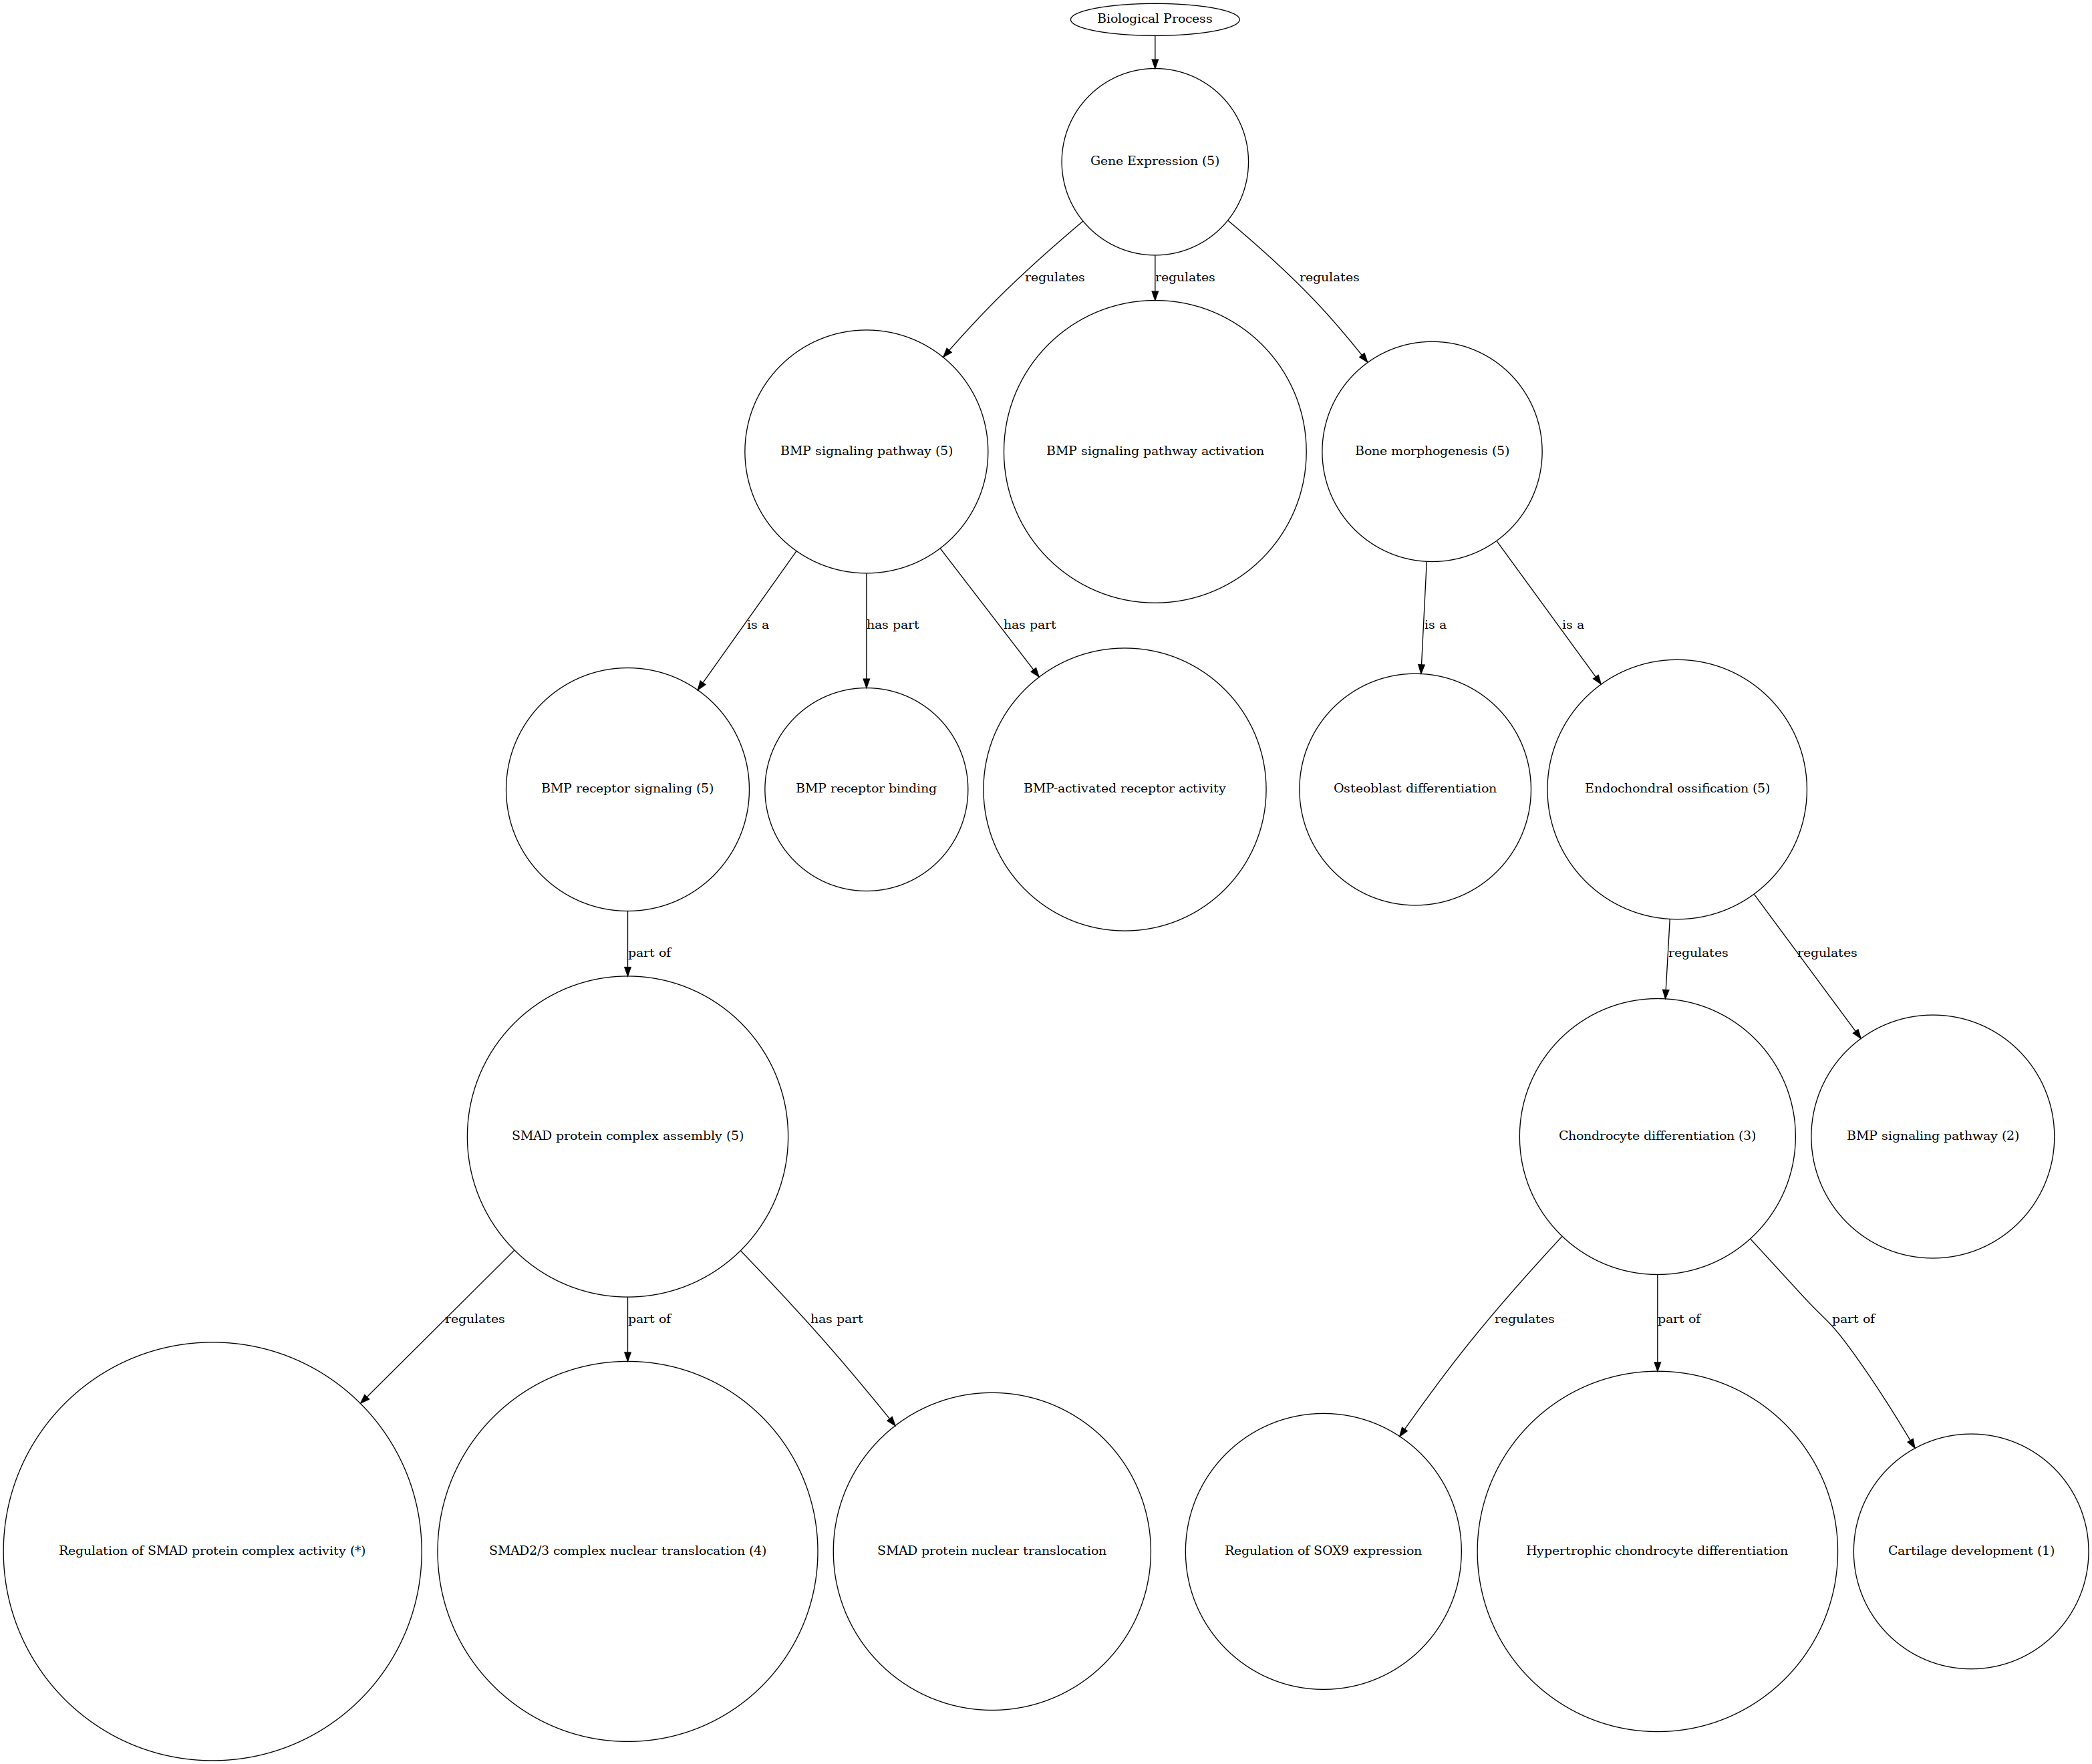 Biological Process
Gene Expression (5)
regulates
regulates
regulates
BMP signaling pathway (5)
BMP signaling pathway activation
Bone morphogenesis (5)
is a
has part
has part
is a
is a
BMP receptor signaling (5)
BMP receptor binding
BMP-activated receptor activity
Osteoblast differentiation
Endochondral ossification (5)
part of
regulates
regulates
SMAD protein complex assembly (5)
Chondrocyte differentiation (3)
BMP signaling pathway (2)
regulates
part of
has part
regulates
part of
part of
Regulation of SMAD protein complex activity (*)
SMAD2/3 complex nuclear translocation (4)
SMAD protein nuclear translocation
Regulation of SOX9 expression
Hypertrophic chondrocyte differentiation
Cartilage development (1)